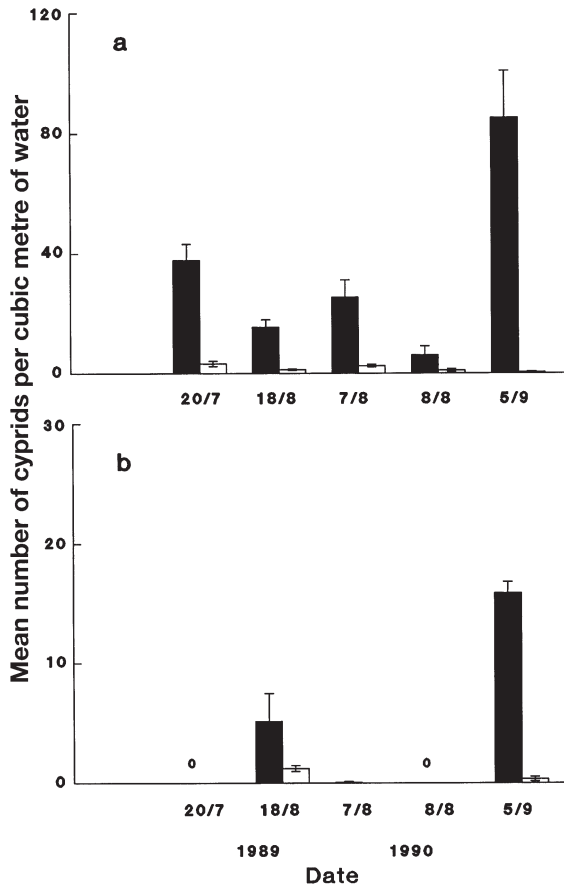 Mean number of cyprids per cubic metre of water
120
a
80
40
0
20/7 18/8 7/8 8/8 5/9
30
b
20
10
0
o o
20/7 18/8 7/8 8/8 5/9
1989 1990
Date